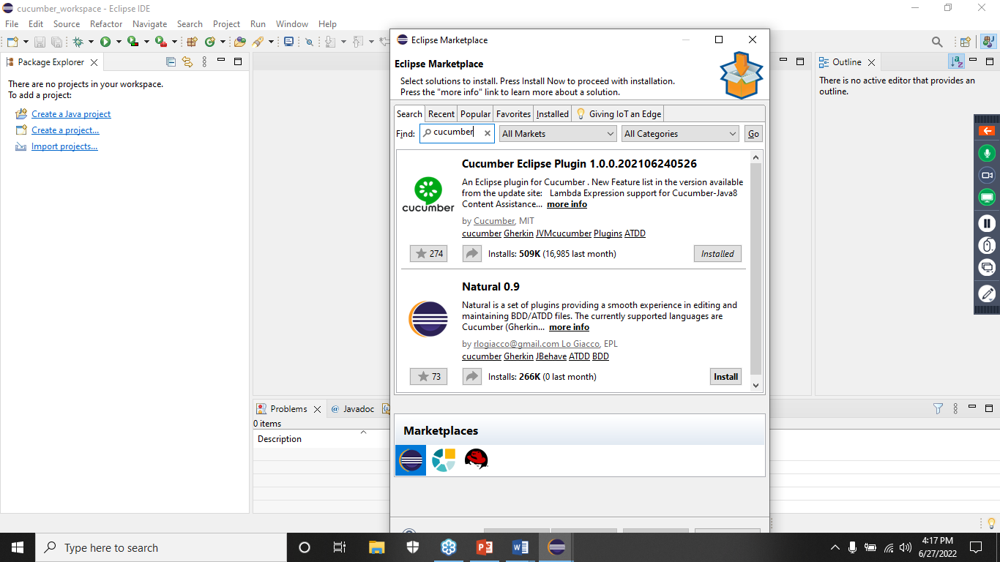 cucumber_workspace - Eclipse IDE
File Edit Source Refactor Navigate Search Project Run Window Help
Package Explorer
There are no projects in your workspace.
To add a project:
Create a Java project
Create a project...
Import projects...
Eclipse Marketplace
Eclipse Marketplace
Select solutions to install. Press Install Now to proceed with installation.
Press the "more info" link to learn more about a solution.
Search Recent Popular Favorites Installed Giving IoT an Edge
Find: cucumber All Markets All Categories Go
Cucumber Eclipse Plugin 1.0.0.202106240526
An Eclipse plugin for Cucumber . New Feature list in the version available
from the update site: Lambda Expression support for Cucumber-Java8
Content Assistance... more info
cucumber
by Cucumber, MIT
cucumber Gherkin JVMcucumber Plugins ATDD
274 Installs: 509K (16,985 last month) Installed
Natural 0.9
Natural is a set of plugins providing a smooth experience in editing and
maintaining BDD/ATDD files. The currently supported languages are
Cucumber (Gherkin... more info
by rlogiacco@gmail.com Lo Giacco, EPL
cucumber Gherkin JBehave ATDD BDD
73 Installs: 266K (0 last month) Install
Marketplaces
Outline
There is no active editor that provides an
outline.
Problems @ Javadoc
0 items
Description
Type here to search
4:17 PM
6/27/2022